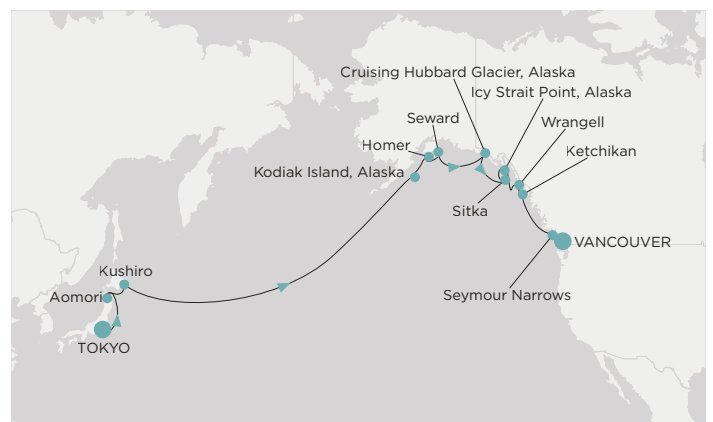 Cruising Hubbard Glacier, Alaska
Icy Strait Point, Alaska
Seward
Wrangell
Homer
Ketchikan
Kodiak Island, Alaska
Sitka
VANCOUVER
Kushiro
Seymour Narrows
Aomori
TOKYO